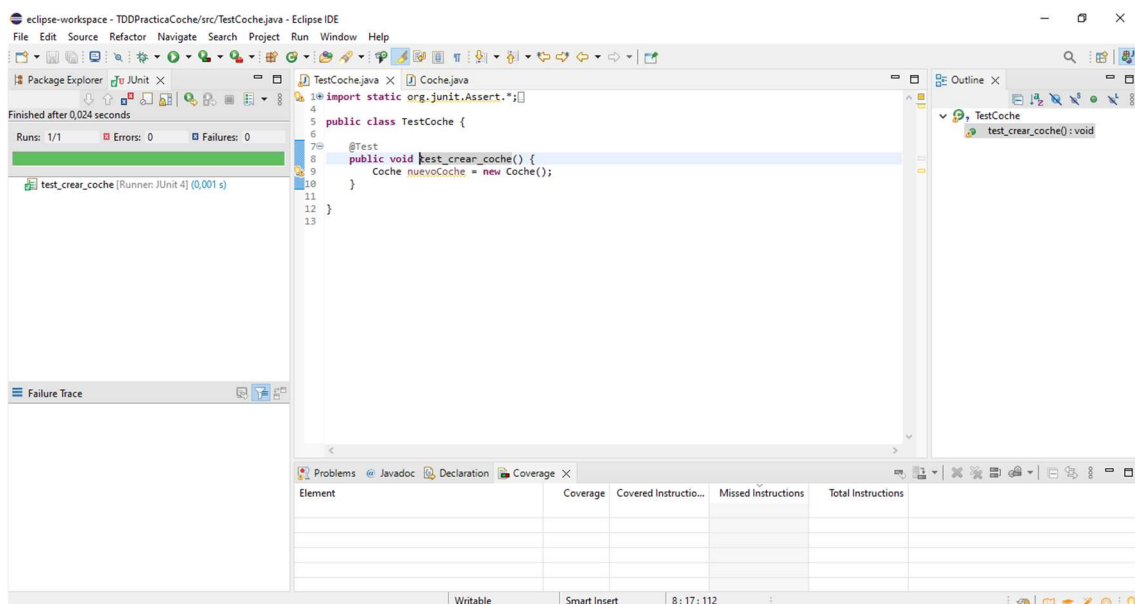 eclipse-workspace - TDDPracticaCoche/src/TestCoche.java - Eclipse IDE
File Edit Source Refactor Navigate Search Project Run Window Help
Package Explorer JUnit
Finished after 0,024 seconds
Runs: 1/1 Errors: 0 Failures: 0
test_crear_coche [Runner: JUnit 4] (0,001 s)
Failure Trace
TestCoche.java Coche.java
1 import static org.junit.Assert.*;
4
5 public class TestCoche {
6
7 @Test
8 public void test_crear_coche() {
9 Coche nuevoCoche = new Coche();
10 }
11
12 }
13
Outline
TestCoche
test_crear_coche() : void
Problems Javadoc Declaration Coverage
Element Coverage Covered Instructio... Missed Instructions Total Instructions
Writable Smart Insert 8 : 17 : 112